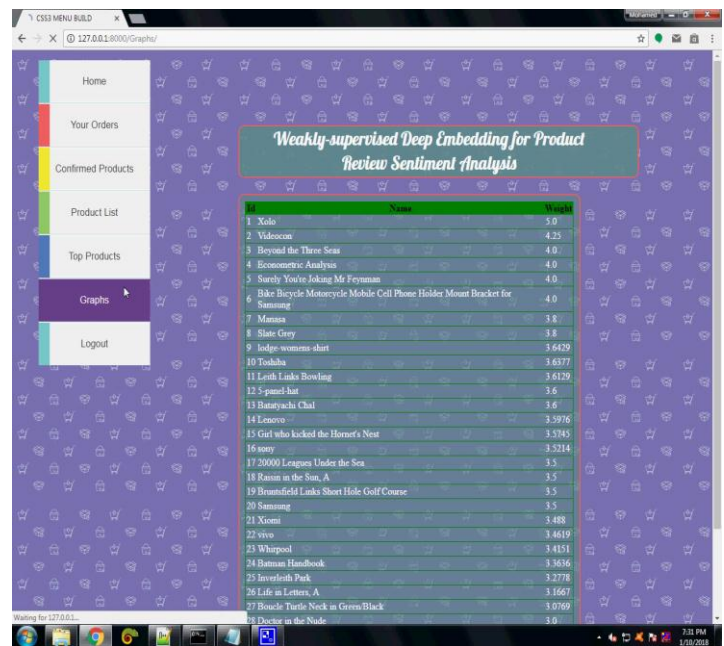 CSS3 MENU BUILD
Mohamed
127.0.0.1:8000/Graphs/
Home
Your Orders
Confirmed Products
Product List
Top Products
Graphs
Logout
Weakly-supervised Deep Embedding for Product
Review Sentiment Analysis
Id Name Weight
1 Xolo 5.0
2 Videocon 4.25
3 Beyond the Three Seas 4.0
4 Econometric Analysis 4.0
5 Surely You're Joking Mr Feynman 4.0
6 Bike Bicycle Motorcycle Mobile Cell Phone Holder Mount Bracket for
Samsung 4.0
7 Manasa 3.8
8 Slate Grey 3.8
9 lodge-womens-shirt 3.6429
10 Toshiba 3.6377
11 Leith Links Bowling 3.6129
12 5-panel-hat 3.6
13 Batatyachi Chal 3.6
14 Lenovo 3.5976
15 Girl who kicked the Hornet's Nest 3.5745
16 sony 3.5214
17 20000 Leagues Under the Sea 3.5
18 Raisin in the Sun, A 3.5
19 Bruntsfield Links Short Hole Golf Course 3.5
20 Samsung 3.5
21 Xiomi 3.488
22 vivo 3.4619
23 Whirpool 3.4151
24 Batman Handbook 3.3636
25 Inverleith Park 3.2778
26 Life in Letters, A 3.1667
27 Boucle Turtle Neck in Green/Black 3.0769
28 Doctor in the Nude 3.0
Waiting for 127.0.0.1...
7:31 PM
1/10/2018